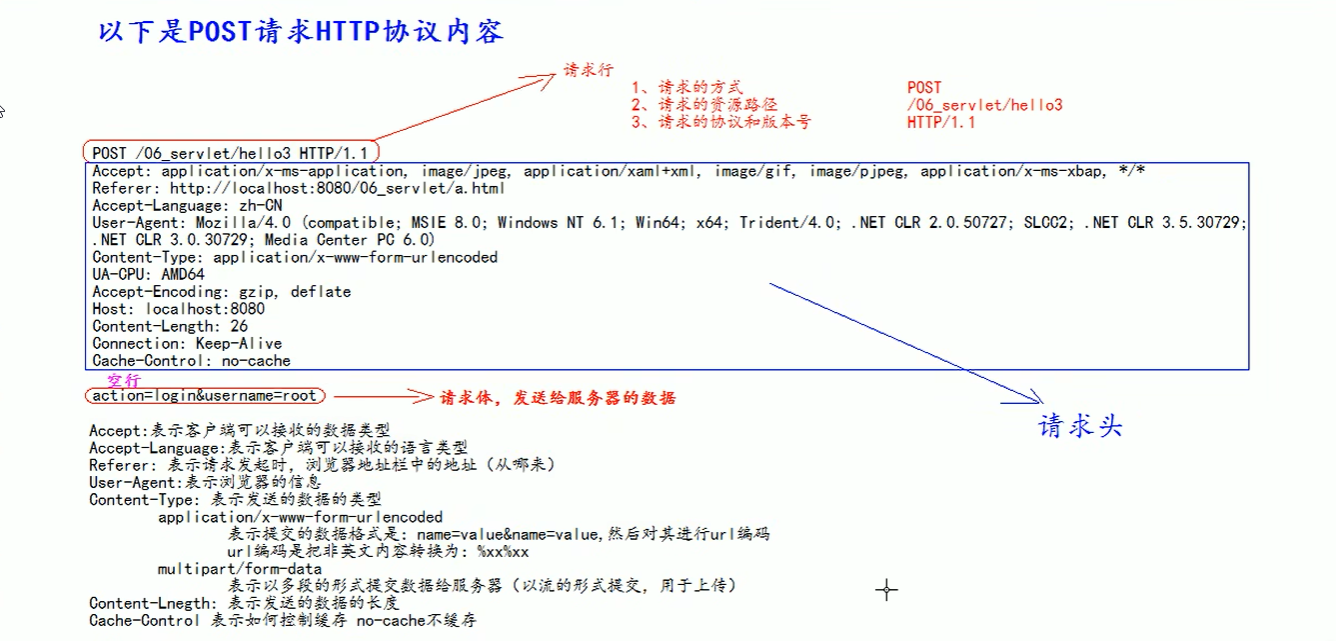 以下是POST请求HTTP协议内容
请求行
1、请求的方式 POST
2、请求的资源路径 /06_servlet/hello3
3、请求的协议和版本号 HTTP/1.1
POST /06_servlet/hello3 HTTP/1.1
Accept: application/x-ms-application, image/jpeg, application/xaml+xml, image/gif, image/pjpeg, application/x-ms-xbap, */*
Referer: http://localhost:8080/06_servlet/a.html
Accept-Language: zh-CN
User-Agent: Mozilla/4.0 (compatible; MSIE 8.0; Windows NT 6.1; Win64; x64; Trident/4.0; .NET CLR 2.0.50727; SLCC2; .NET CLR 3.5.30729;
.NET CLR 3.0.30729; Media Center PC 6.0)
Content-Type: application/x-www-form-urlencoded
UA-CPU: AMD64
Accept-Encoding: gzip, deflate
Host: localhost:8080
Content-Length: 26
Connection: Keep-Alive
Cache-Control: no-cache
空行
action=login&username=root
请求体，发送给服务器的数据
请求头
Accept:表示客户端可以接收的数据类型
Accept-Language:表示客户端可以接收的语言类型
Referer: 表示请求发起时，浏览器地址栏中的地址（从哪来）
User-Agent:表示浏览器的信息
Content-Type: 表示发送的数据的类型
application/x-www-form-urlencoded
表示提交的数据格式是：name=value&name=value,然后对其进行url编码
url编码是把非英文内容转换为：%xx%xx
multipart/form-data
表示以多段的形式提交数据给服务器（以流的形式提交，用于上传）
Content-Lnegth: 表示发送的数据的长度
Cache-Control 表示如何控制缓存 no-cache不缓存